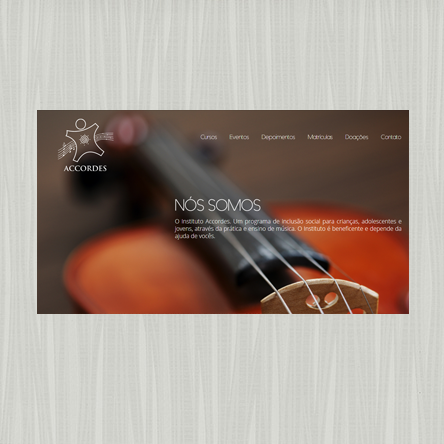 Cursos Eventos Depoimentos Matrículas Doações Contato
ACCORDES
NÓS SOMOS
O Instituto Accordes. Um programa de inclusão social para crianças, adolescentes e
jovens, através da prática e ensino de música. O Instituto é beneficente e depende da
ajuda de vocês.